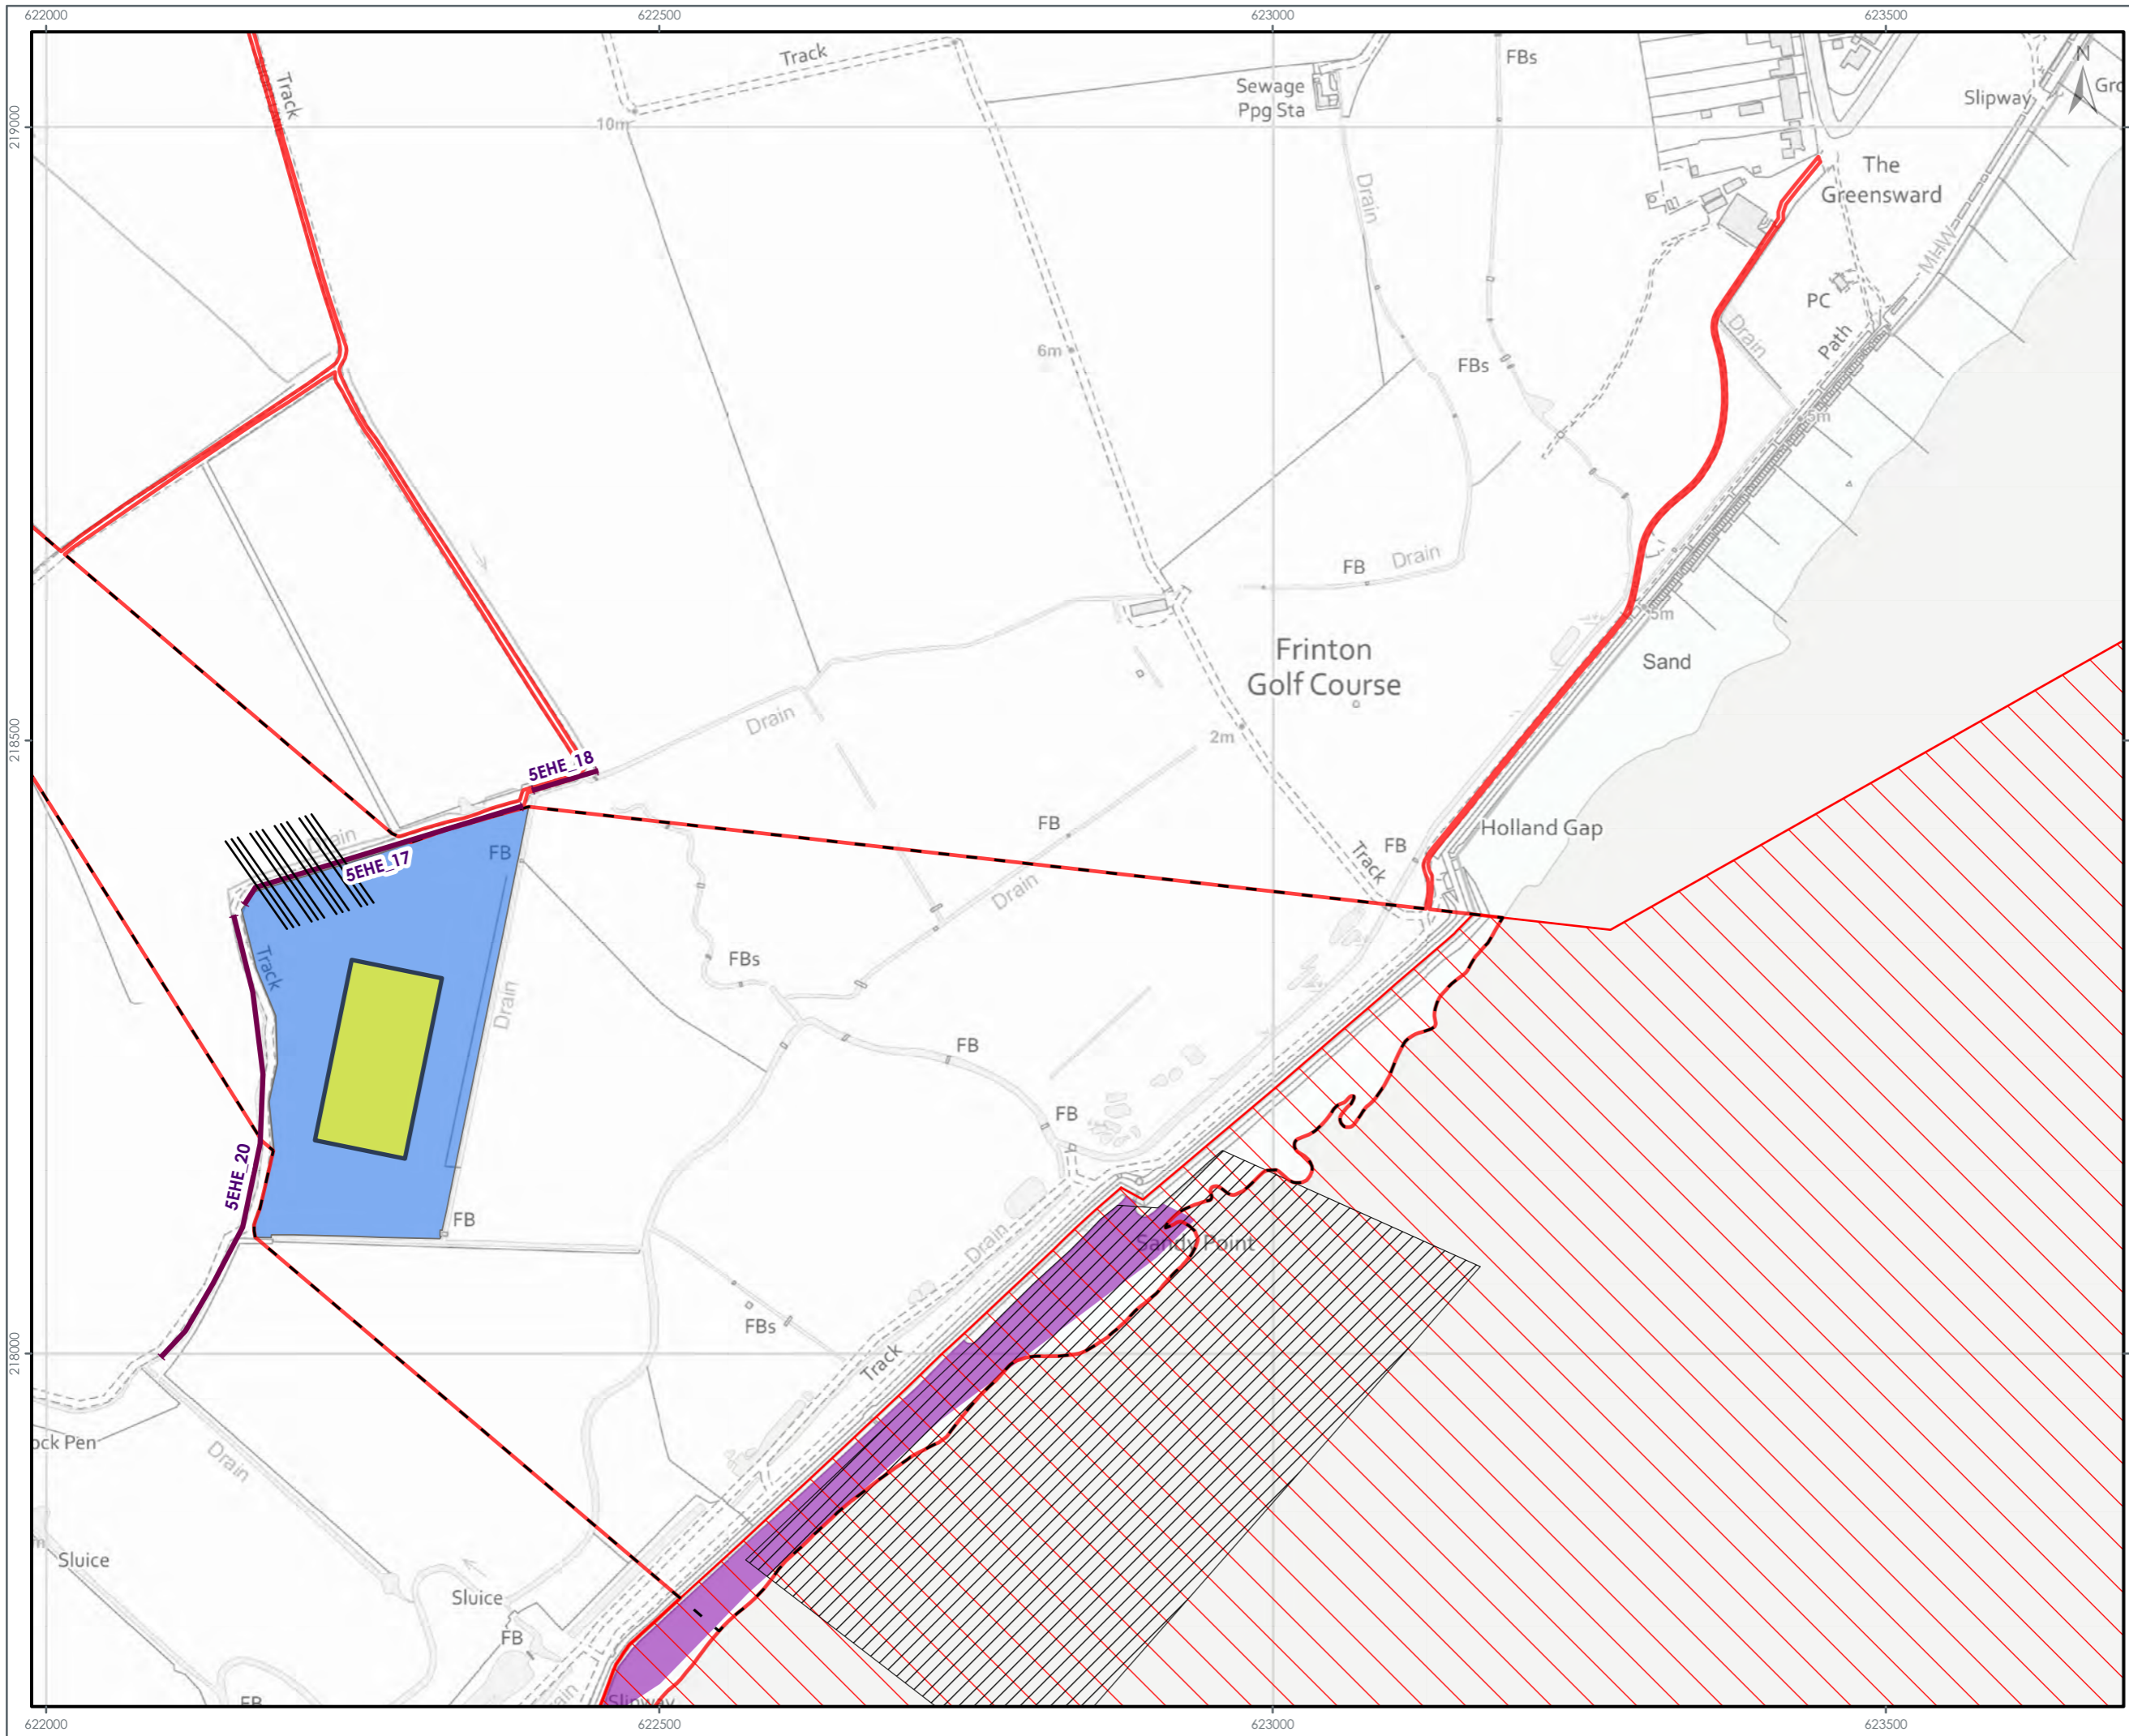 622000
622500
623000
623500
219000
218500
218000
Track
Track
10m
Sewage
Ppg Sta
FBs
Slipway
N
Drain
The
Greensward
MHW
6m
PC
Path
Drain
FBs
5m
FB
Drain
Frinton
Golf Course
5m
Sand
Drain
2m
5EHE_18
FB
Holland Gap
Drain
5EHE_17
FB
FB
Track
Drain
Track
FBs
Drain
FB
FB
5EHE_20
FB
Sandy Point
Drain
FBs
Track
ock Pen
Drain
Sluice
Sluice
FB
FB
Slipway
622000
622500
623000
623500